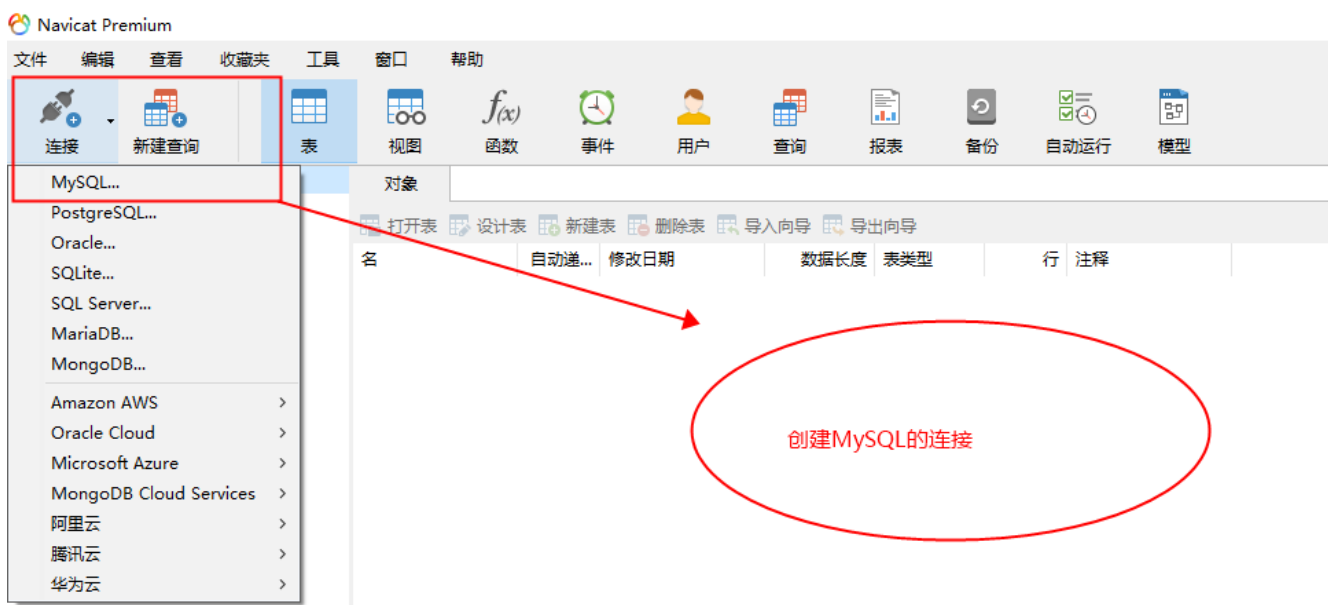 Navicat Premium
文件 编辑 查看 收藏夹 工具 窗口 帮助
连接 新建查询 表 视图 f(x) 函数 事件 用户 查询 报表 备份 自动运行 模型
MySQL...
PostgreSQL...
Oracle...
SQLite...
SQL Server...
MariaDB...
MongoDB...
Amazon AWS
Oracle Cloud
Microsoft Azure
MongoDB Cloud Services
阿里云
腾讯云
华为云
对象
打开表 设计表 新建表 删除表 导入向导 导出向导
名 自动递... 修改日期 数据长度 表类型 行 注释
创建MySQL的连接